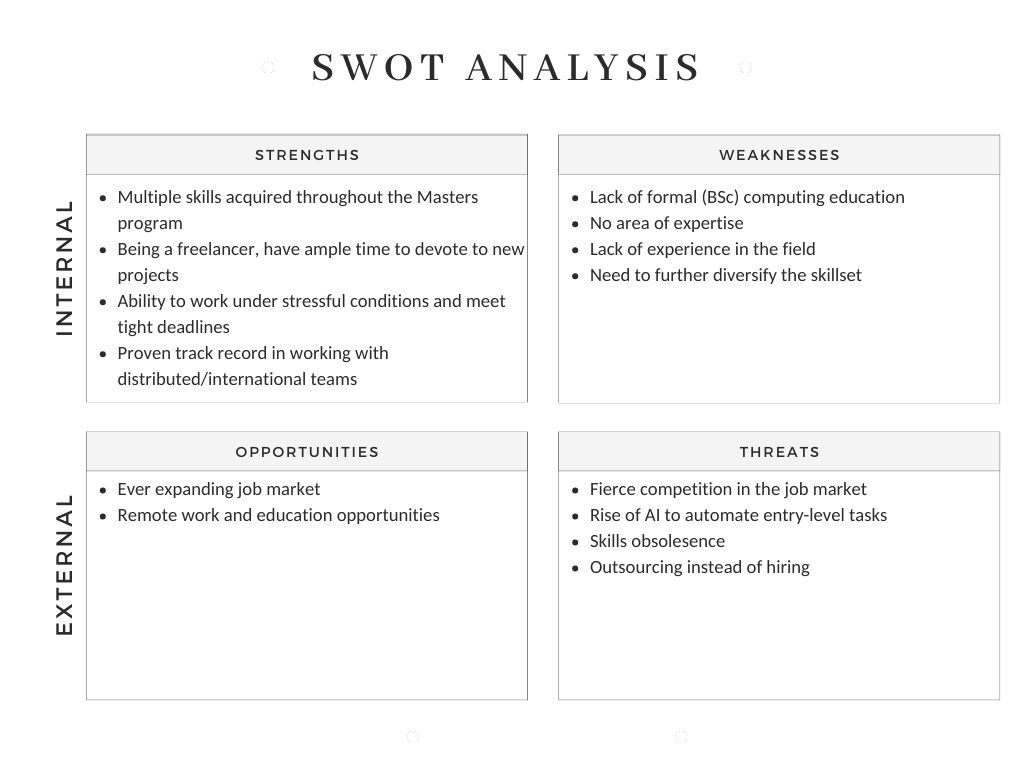 SWOT ANALYSIS
INTERNAL
STRENGTHS
• Multiple skills acquired throughout the Masters
program
• Being a freelancer, have ample time to devote to new
projects
• Ability to work under stressful conditions and meet
tight deadlines
• Proven track record in working with
distributed/international teams
WEAKNESSES
• Lack of formal (BSc) computing education
• No area of expertise
• Lack of experience in the field
• Need to further diversify the skillset
EXTERNAL
OPPORTUNITIES
• Ever expanding job market
• Remote work and education opportunities
THREATS
• Fierce competition in the job market
• Rise of AI to automate entry-level tasks
• Skills obsolesence
• Outsourcing instead of hiring